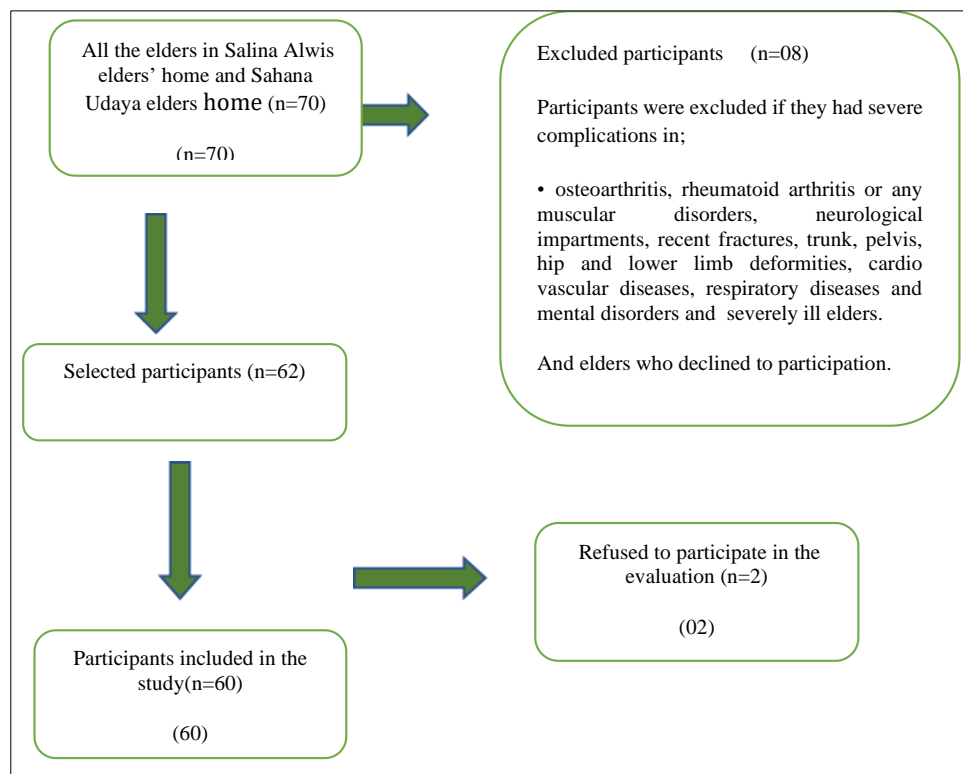 All the elders in Salina Alwis
elders’ home and Sahana
Udaya elders home (n=70)
(n=70)
Excluded participants (n=08)
Participants were excluded if they had severe
complications in;
• osteoarthritis, rheumatoid arthritis or any
muscular disorders, neurological
impartments, recent fractures, trunk, pelvis,
hip and lower limb deformities, cardio
vascular diseases, respiratory diseases and
mental disorders and severely ill elders.
And elders who declined to participation.
Selected participants (n=62)
Refused to participate in the
evaluation (n=2)
(02)
Participants included in the
study(n=60)
(60)